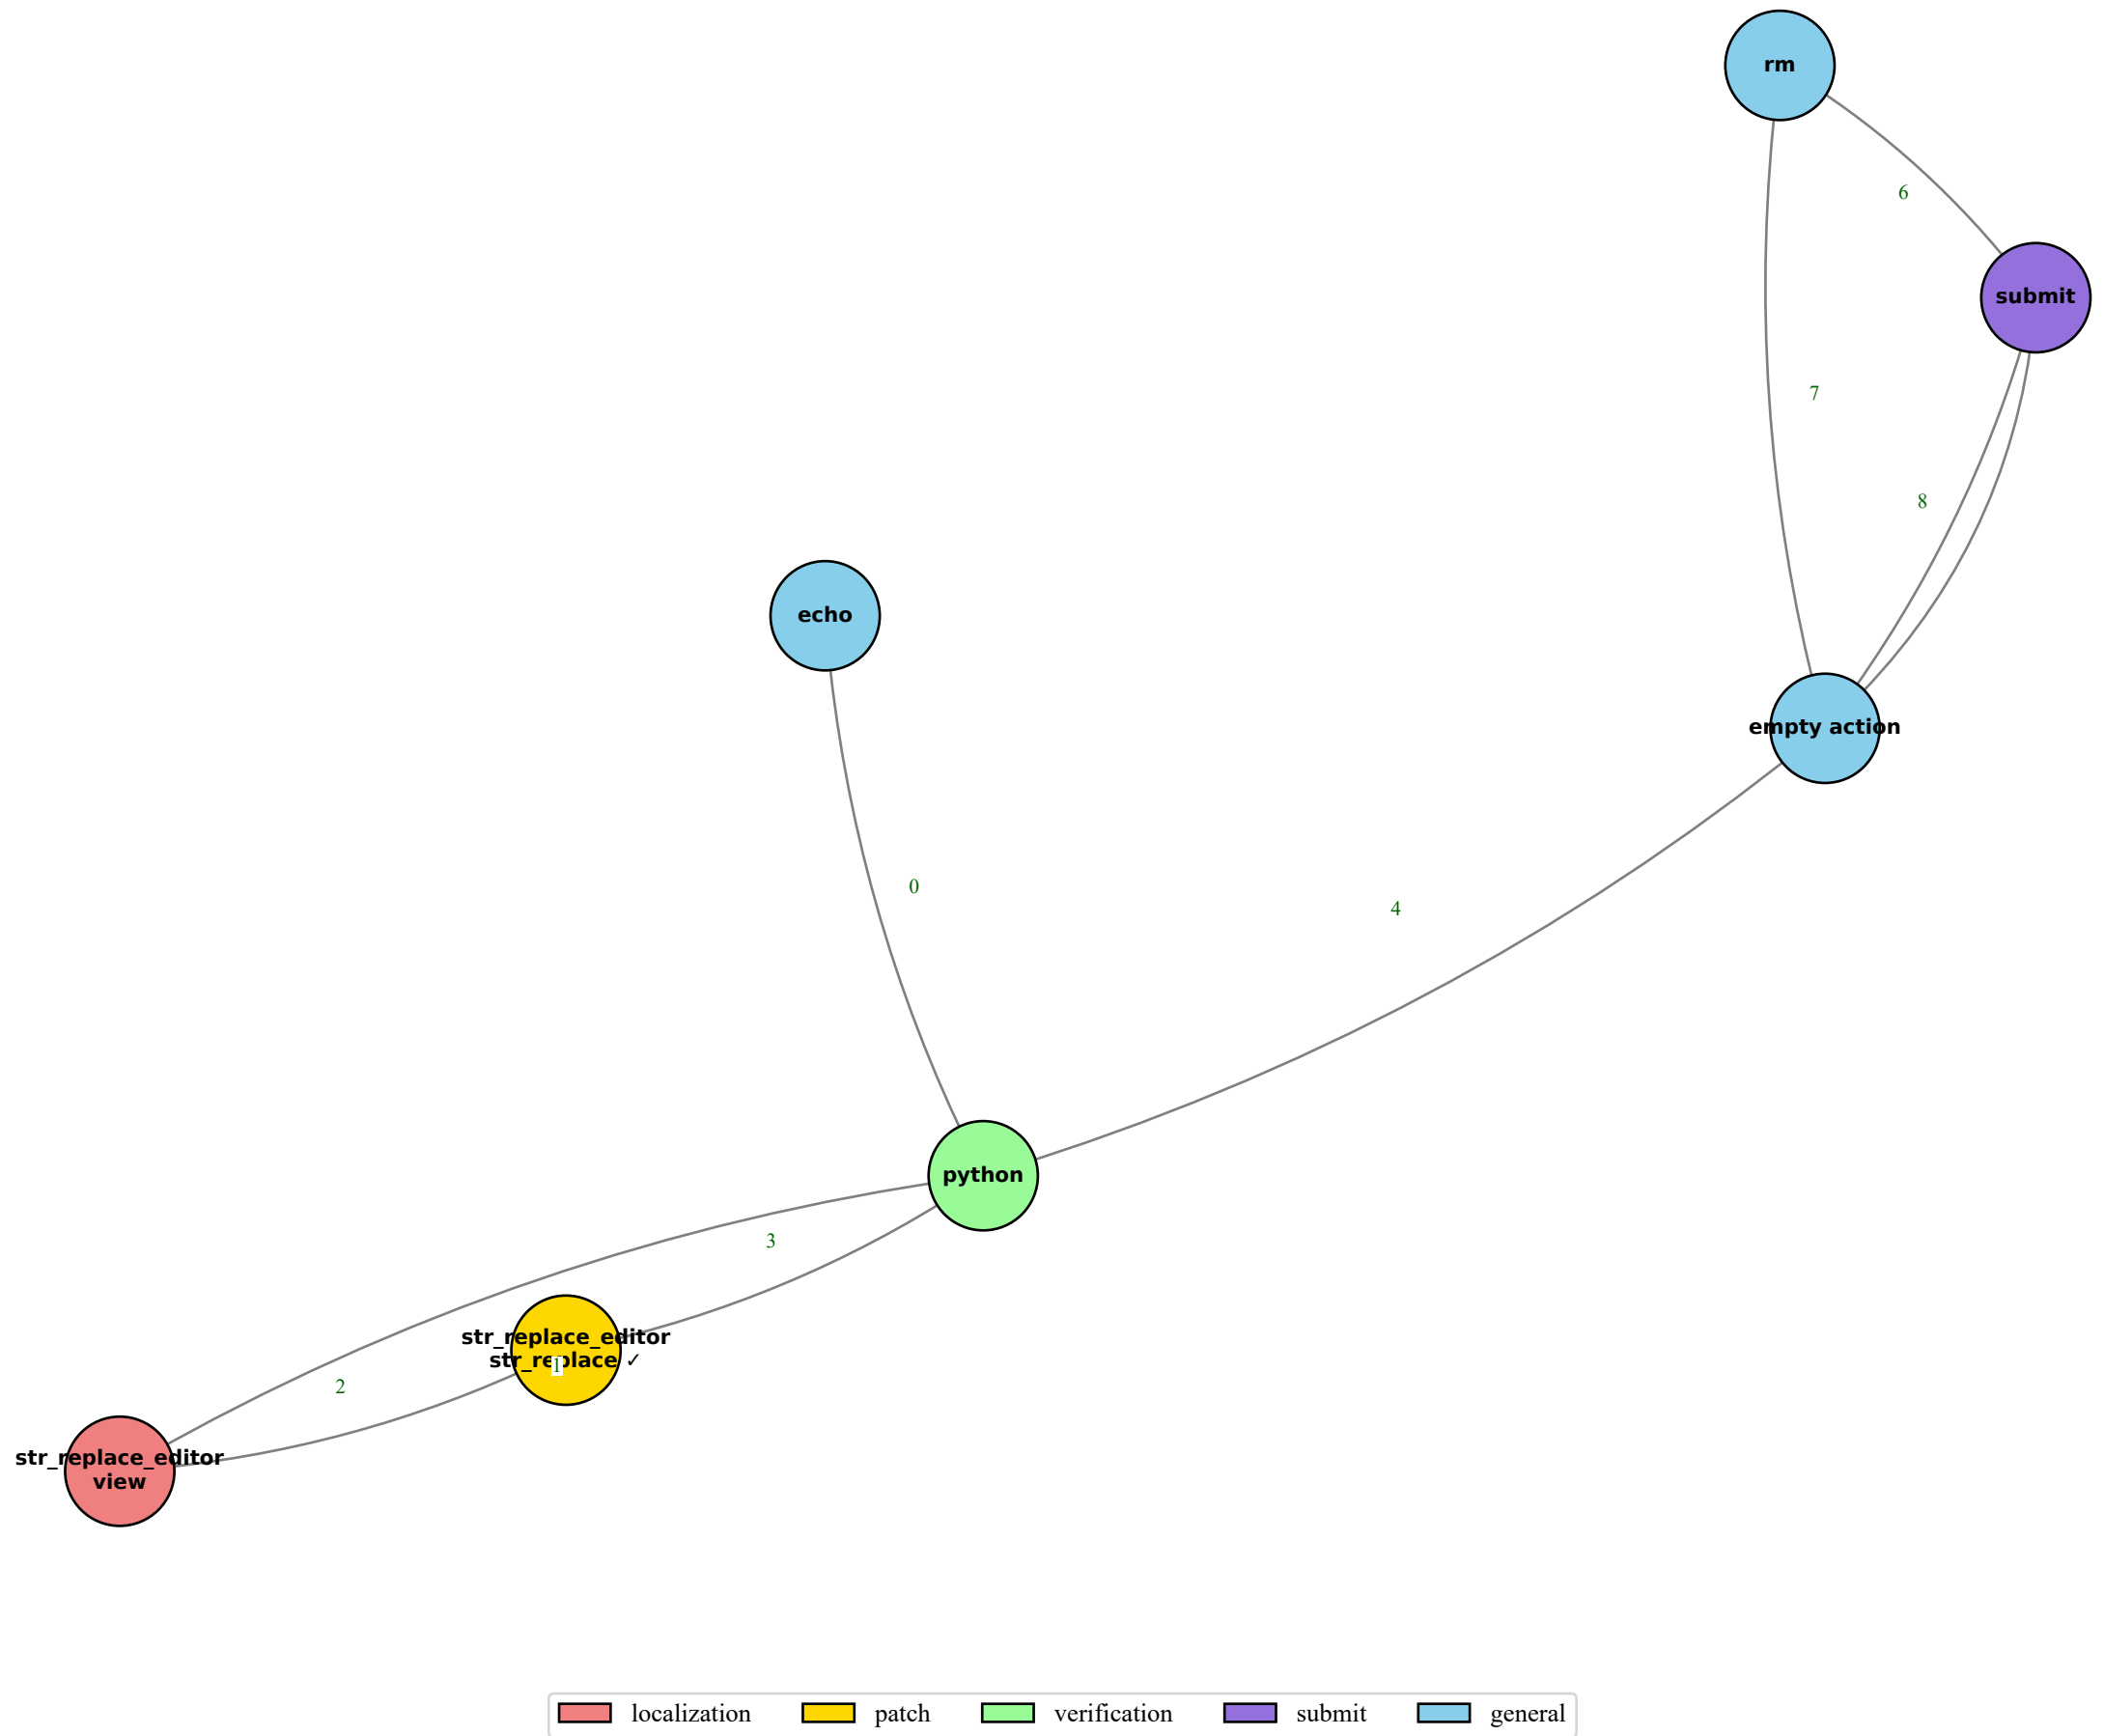 rm
6
submit
7
8
echo
empty action
0
4
python
3
str_replace_editor
str_replace ✓
1
2
str_replace_editor
view
localization
patch
verification
submit
general